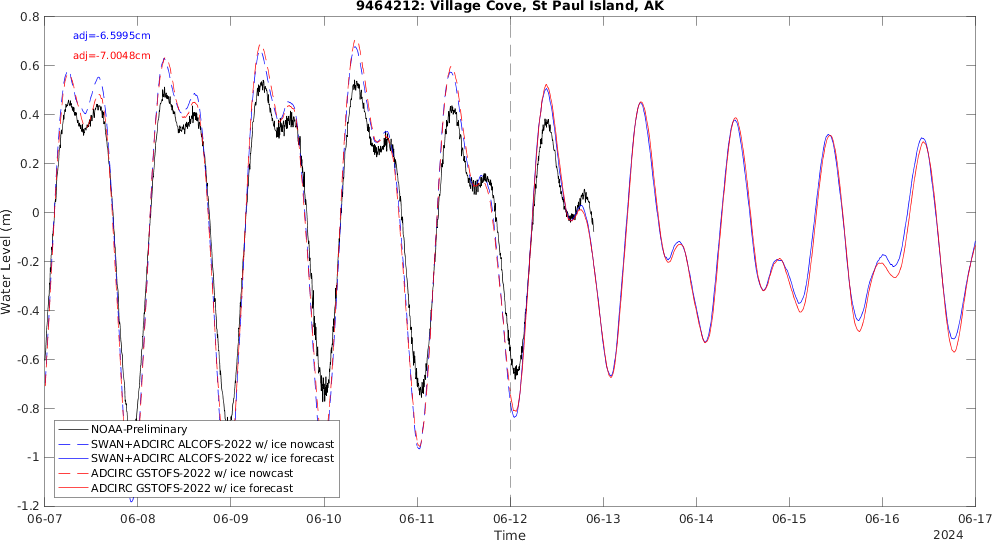 9464212: Village Cove, St Paul Island, AK
adj=-6.5995cm
adj=-7.0048cm
0.8
0.6
0.4
0.2
0
-0.2
-0.4
-0.6
-0.8
-1
-1.2
Water Level (m)
NOAA-Preliminary
SWAN+ADCIRC ALCOFS-2022 w/ ice nowcast
SWAN+ADCIRC ALCOFS-2022 w/ ice forecast
ADCIRC GSTOFS-2022 w/ ice nowcast
ADCIRC GSTOFS-2022 w/ ice forecast
06-07 06-08 06-09 06-10 06-11 06-12 06-13 06-14 06-15 06-16 06-17
Time
2024